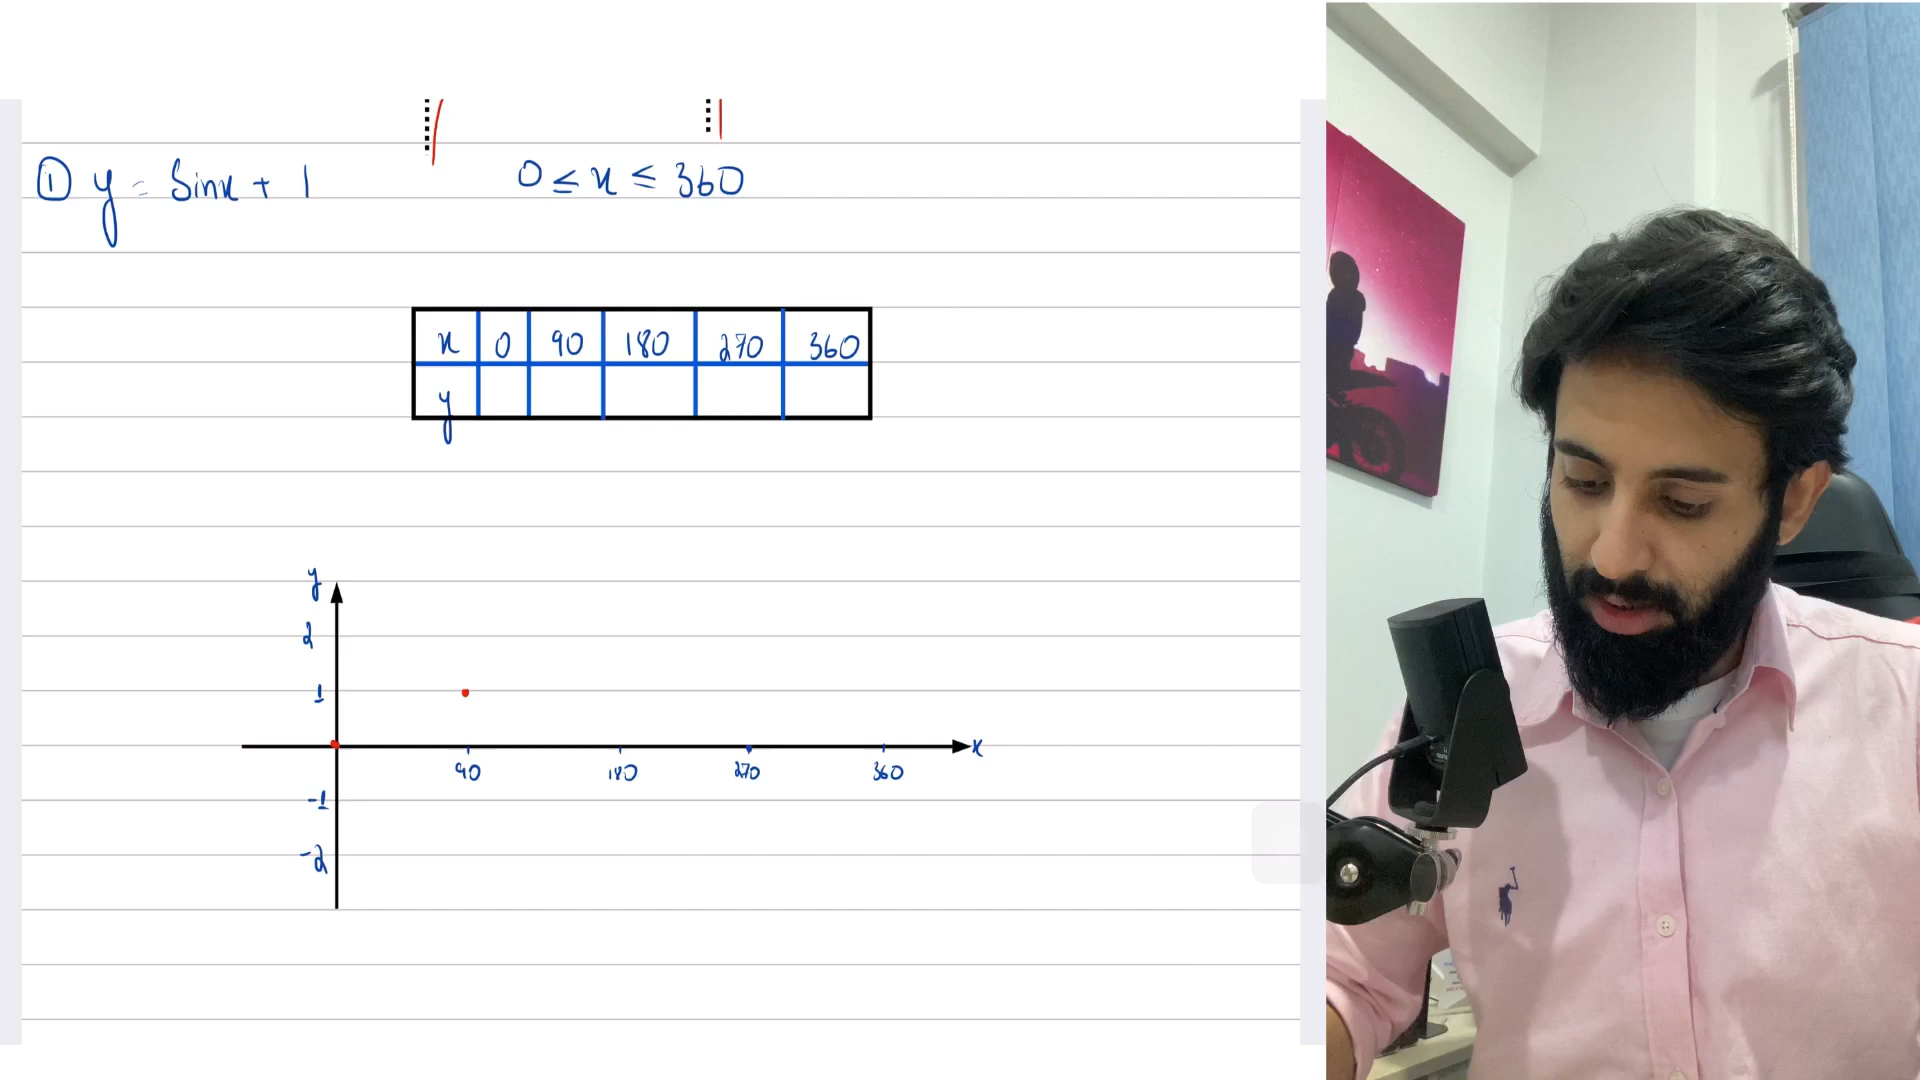 ① y = Sinx + 1 0 ≤ x ≤ 360
x 0 90 180 270 360
y
y
2
1
x
90 180 270 360
-1
-2